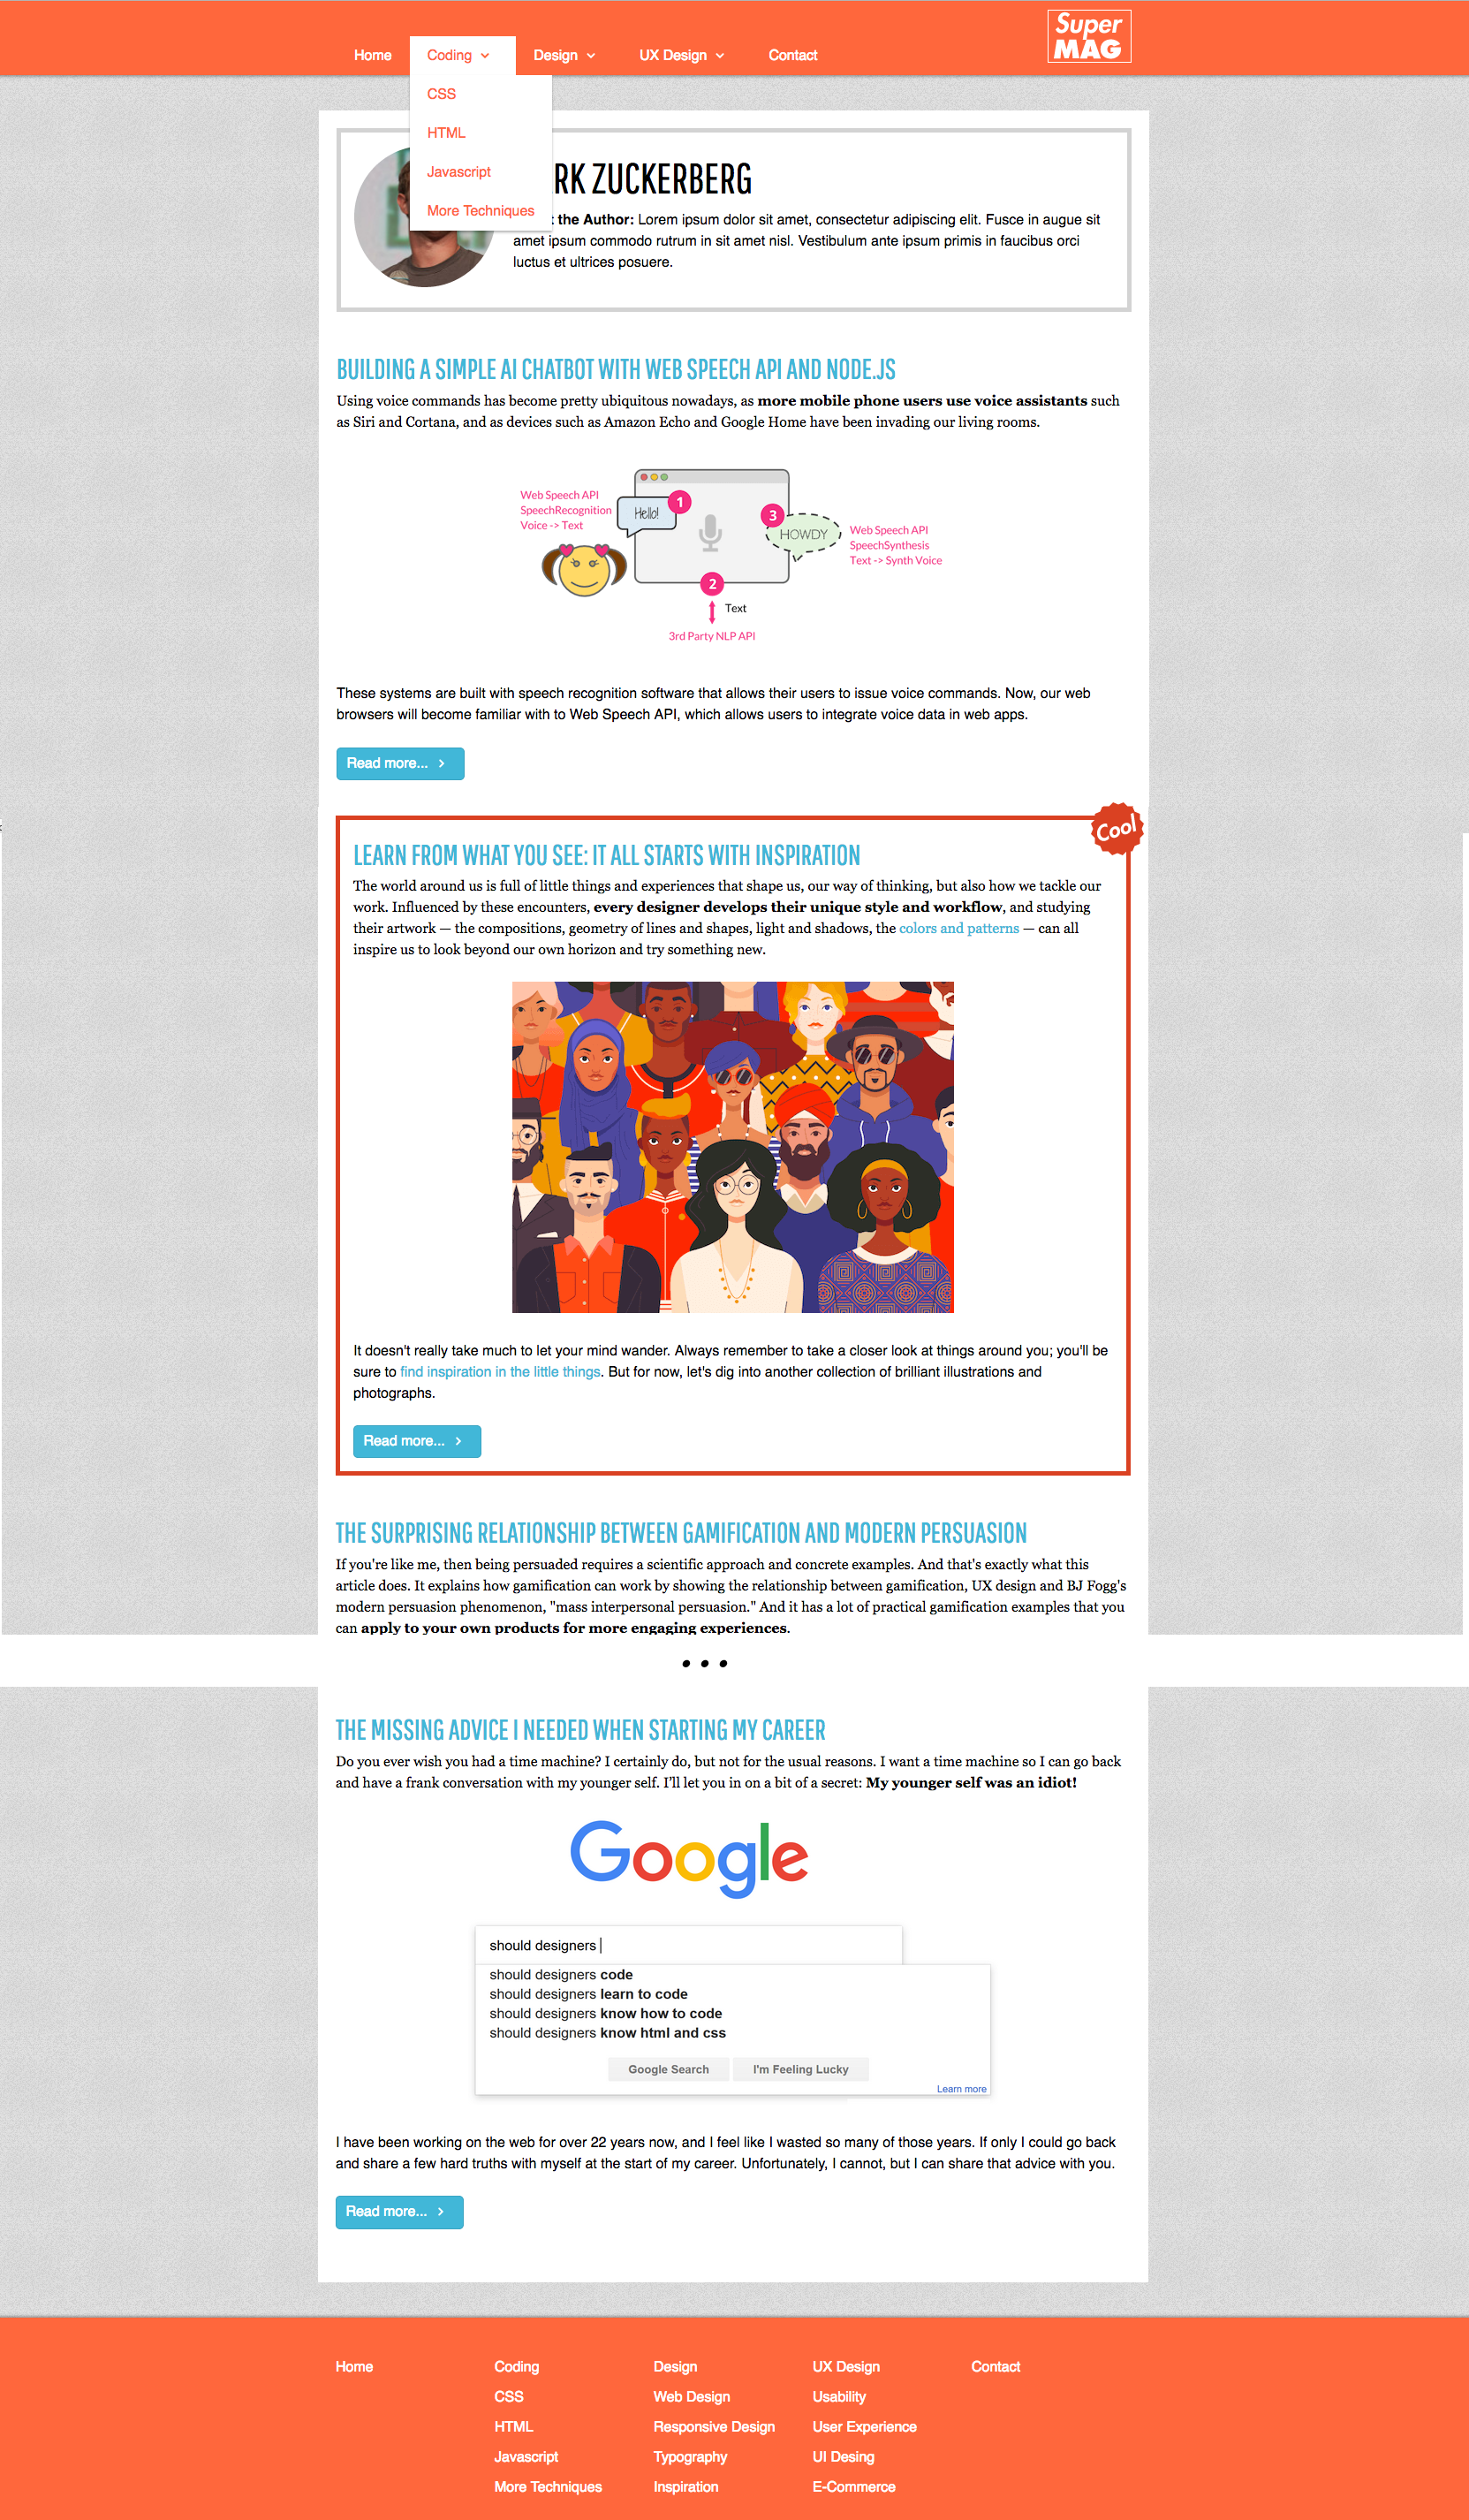 Super
MAG
Home
Coding
Design
UX Design
Contact
CSS
HTML
Javascript
More Techniques
RK ZUCKERBERG
the Author: Lorem ipsum dolor sit amet, consectetur adipiscing elit. Fusce in augue sit
amet ipsum commodo rutrum in sit amet nisl. Vestibulum ante ipsum primis in faucibus orci
luctus et ultrices posuere.
BUILDING A SIMPLE AI CHATBOT WITH WEB SPEECH API AND NODE.JS
Using voice commands has become pretty ubiquitous nowadays, as more mobile phone users use voice assistants such
as Siri and Cortana, and as devices such as Amazon Echo and Google Home have been invading our living rooms.
Web Speech API
SpeechRecognition
Voice -> Text
Hello!
1
3
HOWDY
Web Speech API
SpeechSynthesis
Text -> Synth Voice
2
Text
3rd Party NLP API
These systems are built with speech recognition software that allows their users to issue voice commands. Now, our web
browsers will become familiar with to Web Speech API, which allows users to integrate voice data in web apps.
Read more...
Cool
LEARN FROM WHAT YOU SEE: IT ALL STARTS WITH INSPIRATION
The world around us is full of little things and experiences that shape us, our way of thinking, but also how we tackle our
work. Influenced by these encounters, every designer develops their unique style and workflow, and studying
their artwork — the compositions, geometry of lines and shapes, light and shadows, the colors and patterns — can all
inspire us to look beyond our own horizon and try something new.
It doesn't really take much to let your mind wander. Always remember to take a closer look at things around you; you'll be
sure to find inspiration in the little things. But for now, let's dig into another collection of brilliant illustrations and
photographs.
Read more...
THE SURPRISING RELATIONSHIP BETWEEN GAMIFICATION AND MODERN PERSUASION
If you're like me, then being persuaded requires a scientific approach and concrete examples. And that's exactly what this
article does. It explains how gamification can work by showing the relationship between gamification, UX design and BJ Fogg's
modern persuasion phenomenon, "mass interpersonal persuasion." And it has a lot of practical gamification examples that you
can apply to your own products for more engaging experiences.
• • •
THE MISSING ADVICE I NEEDED WHEN STARTING MY CAREER
Do you ever wish you had a time machine? I certainly do, but not for the usual reasons. I want a time machine so I can go back
and have a frank conversation with my younger self. I'll let you in on a bit of a secret: My younger self was an idiot!
Google
should designers
should designers code
should designers learn to code
should designers know how to code
should designers know html and css
Google Search
I'm Feeling Lucky
Learn more
I have been working on the web for over 22 years now, and I feel like I wasted so many of those years. If only I could go back
and share a few hard truths with myself at the start of my career. Unfortunately, I cannot, but I can share that advice with you.
Read more...
Home
Coding
Design
UX Design
Contact
CSS
Web Design
Usability
HTML
Responsive Design
User Experience
Javascript
Typography
UI Desing
More Techniques
Inspiration
E-Commerce